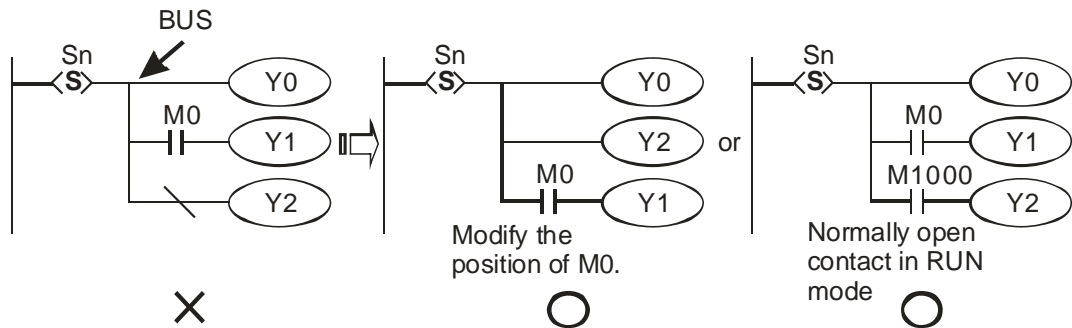 BUS
Sn
S
Y0
M0
Y1
Y2
Sn
S
Y0
Y2
M0
Y1
Modify the
position of M0.
or
Sn
S
Y0
M0
Y1
M1000
Y2
Normally open
contact in RUN
mode